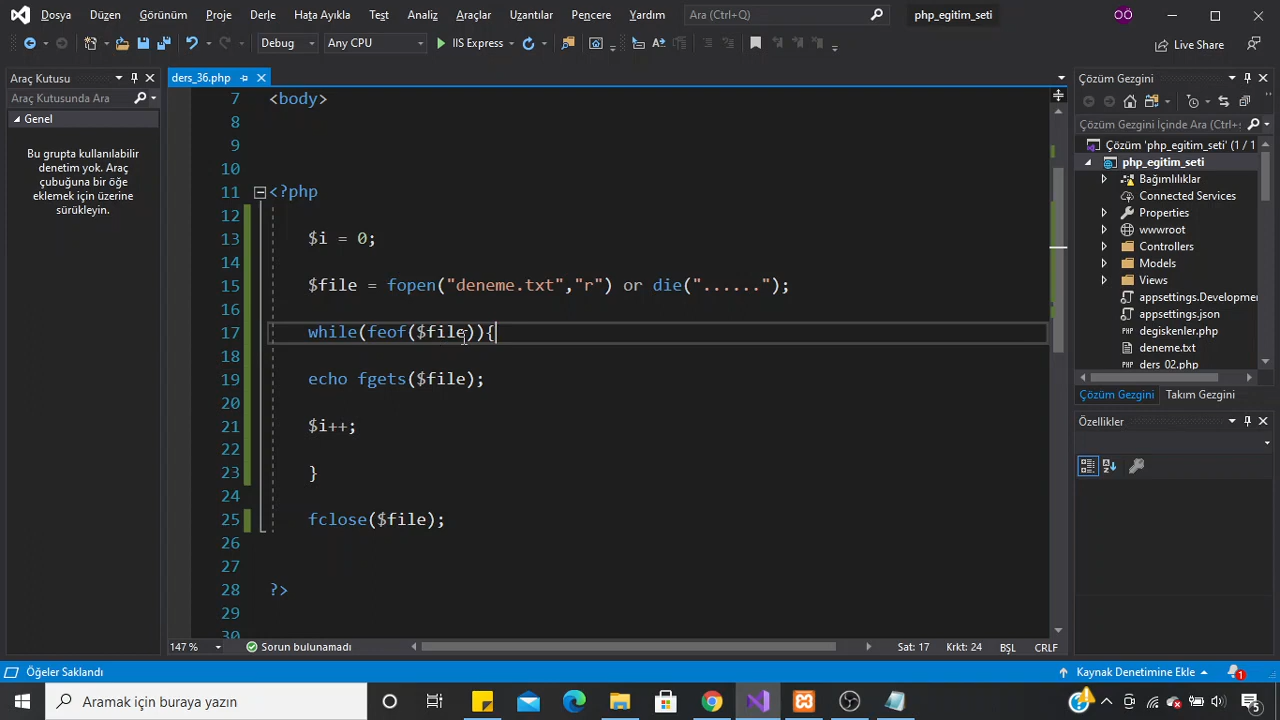 Dosya Düzen Görünüm Proje Derle Hata Ayıkla Test Analiz Araçlar Uzantılar Pencere Yardım Ara (Ctrl+Q) php_egitim_seti OÖ
Debug Any CPU IIS Express Live Share
Araç Kutusu
Araç Kutusunda Ara
Genel
Bu grupta kullanılabilir
denetim yok. Araç
çubuğuna bir öğe
eklemek için üzerine
sürükleyin.
ders_36.php
7 <body>
8
9
10
11 <?php
12
13 $i = 0;
14
15 $file = fopen("deneme.txt","r") or die("......");
16
17 while(feof($file)){
18
19 echo fgets($file);
20
21 $i++;
22
23 }
24
25 fclose($file);
26
27
28 ?>
29
30
147 % Sorun bulunamadı Sat: 17 Krkt: 24 BŞL CRLF
Çözüm Gezgini
Çözüm Gezgini İçinde Ara (Ctrl+ş
Çözüm 'php_egitim_seti' (1 / 1
php_egitim_seti
Bağımlılıklar
Connected Services
Properties
wwwroot
Controllers
Models
Views
appsettings.Developmer
appsettings.json
degiskenler.php
deneme.txt
ders_02.php
Çözüm Gezgini Takım Gezgini
Özellikler
Öğeler Saklandı Kaynak Denetimine Ekle 1
Aramak için buraya yazın 5